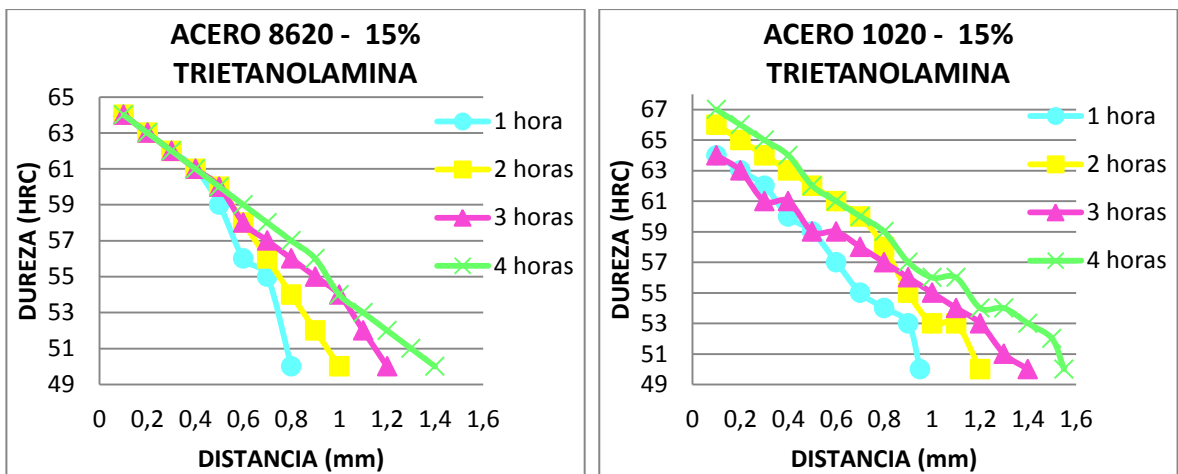 ACERO 8620 - 15%
TRIETANOLAMINA
DUREZA (HRC)
65
63
61
59
57
55
53
51
49
0
0,2
0,4
0,6
0,8
1
1,2
1,4
1,6
DISTANCIA (mm)
1 hora
2 horas
3 horas
4 horas
ACERO 1020 - 15%
TRIETANOLAMINA
DUREZA (HRC)
67
65
63
61
59
57
55
53
51
49
0
0,2
0,4
0,6
0,8
1
1,2
1,4
1,6
DISTANCIA (mm)
1 hora
2 horas
3 horas
4 horas